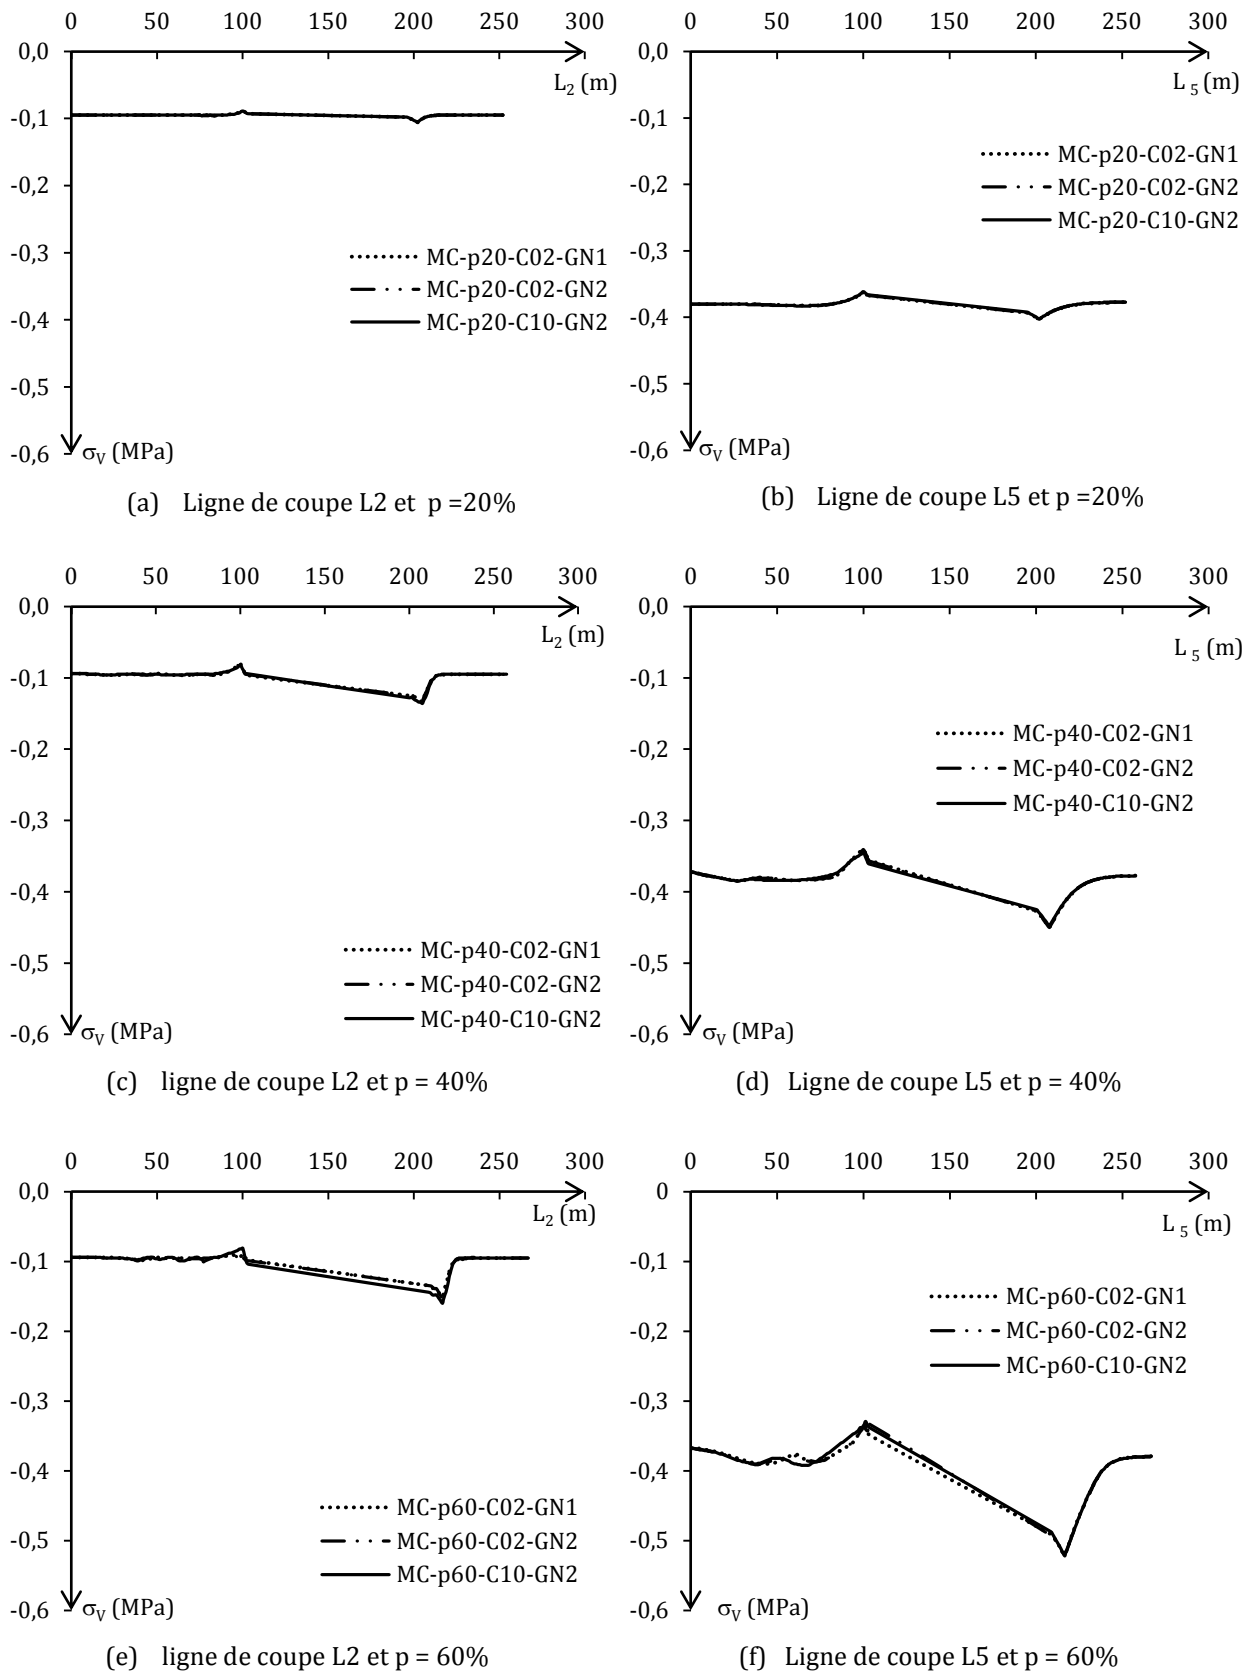 0 50 100 150 200 250 300
0,0
L2 (m)
-0,1
-0,2
-0,3
-0,4
-0,5
-0,6
MC-p20-C02-GN1
MC-p20-C02-GN2
MC-p20-C10-GN2
σV (MPa)
(a) Ligne de coupe L2 et p =20%
0 50 100 150 200 250 300
0,0
L 5 (m)
-0,1
-0,2
-0,3
-0,4
-0,5
-0,6
MC-p20-C02-GN1
MC-p20-C02-GN2
MC-p20-C10-GN2
σV (MPa)
(b) Ligne de coupe L5 et p =20%
0 50 100 150 200 250 300
0,0
L2 (m)
-0,1
-0,2
-0,3
-0,4
-0,5
-0,6
MC-p40-C02-GN1
MC-p40-C02-GN2
MC-p40-C10-GN2
σV (MPa)
(c) ligne de coupe L2 et p = 40%
0 50 100 150 200 250 300
0,0
L 5 (m)
-0,1
-0,2
-0,3
-0,4
-0,5
-0,6
MC-p40-C02-GN1
MC-p40-C02-GN2
MC-p40-C10-GN2
σV (MPa)
(d) Ligne de coupe L5 et p = 40%
0 50 100 150 200 250 300
0,0
L2 (m)
-0,1
-0,2
-0,3
-0,4
-0,5
-0,6
MC-p60-C02-GN1
MC-p60-C02-GN2
MC-p60-C10-GN2
σV (MPa)
(e) ligne de coupe L2 et p = 60%
0 50 100 150 200 250 300
0
L 5 (m)
-0,1
-0,2
-0,3
-0,4
-0,5
-0,6
MC-p60-C02-GN1
MC-p60-C02-GN2
MC-p60-C10-GN2
σV (MPa)
(f) Ligne de coupe L5 et p = 60%